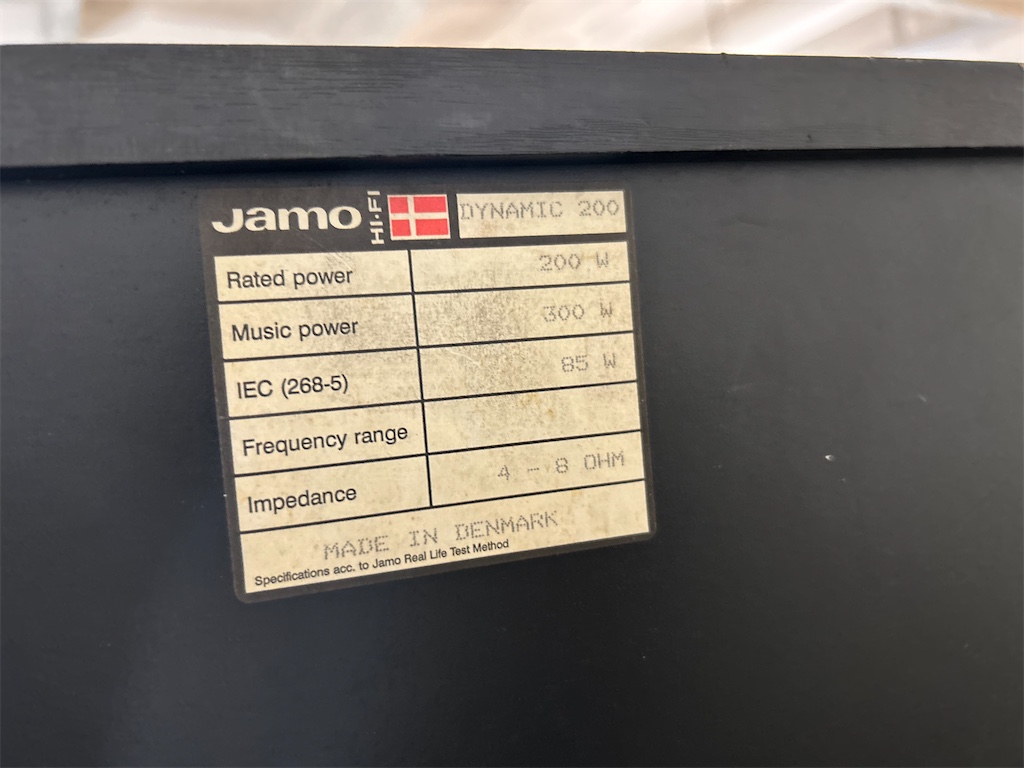 Jamo HI-FI DYNAMIC 200
Rated power 200 W
Music power 300 W
IEC (268-5) 85 W
Frequency range
Impedance 4 - 8 OHM
MADE IN DENMARK
Specifications acc. to Jamo Real Life Test Method